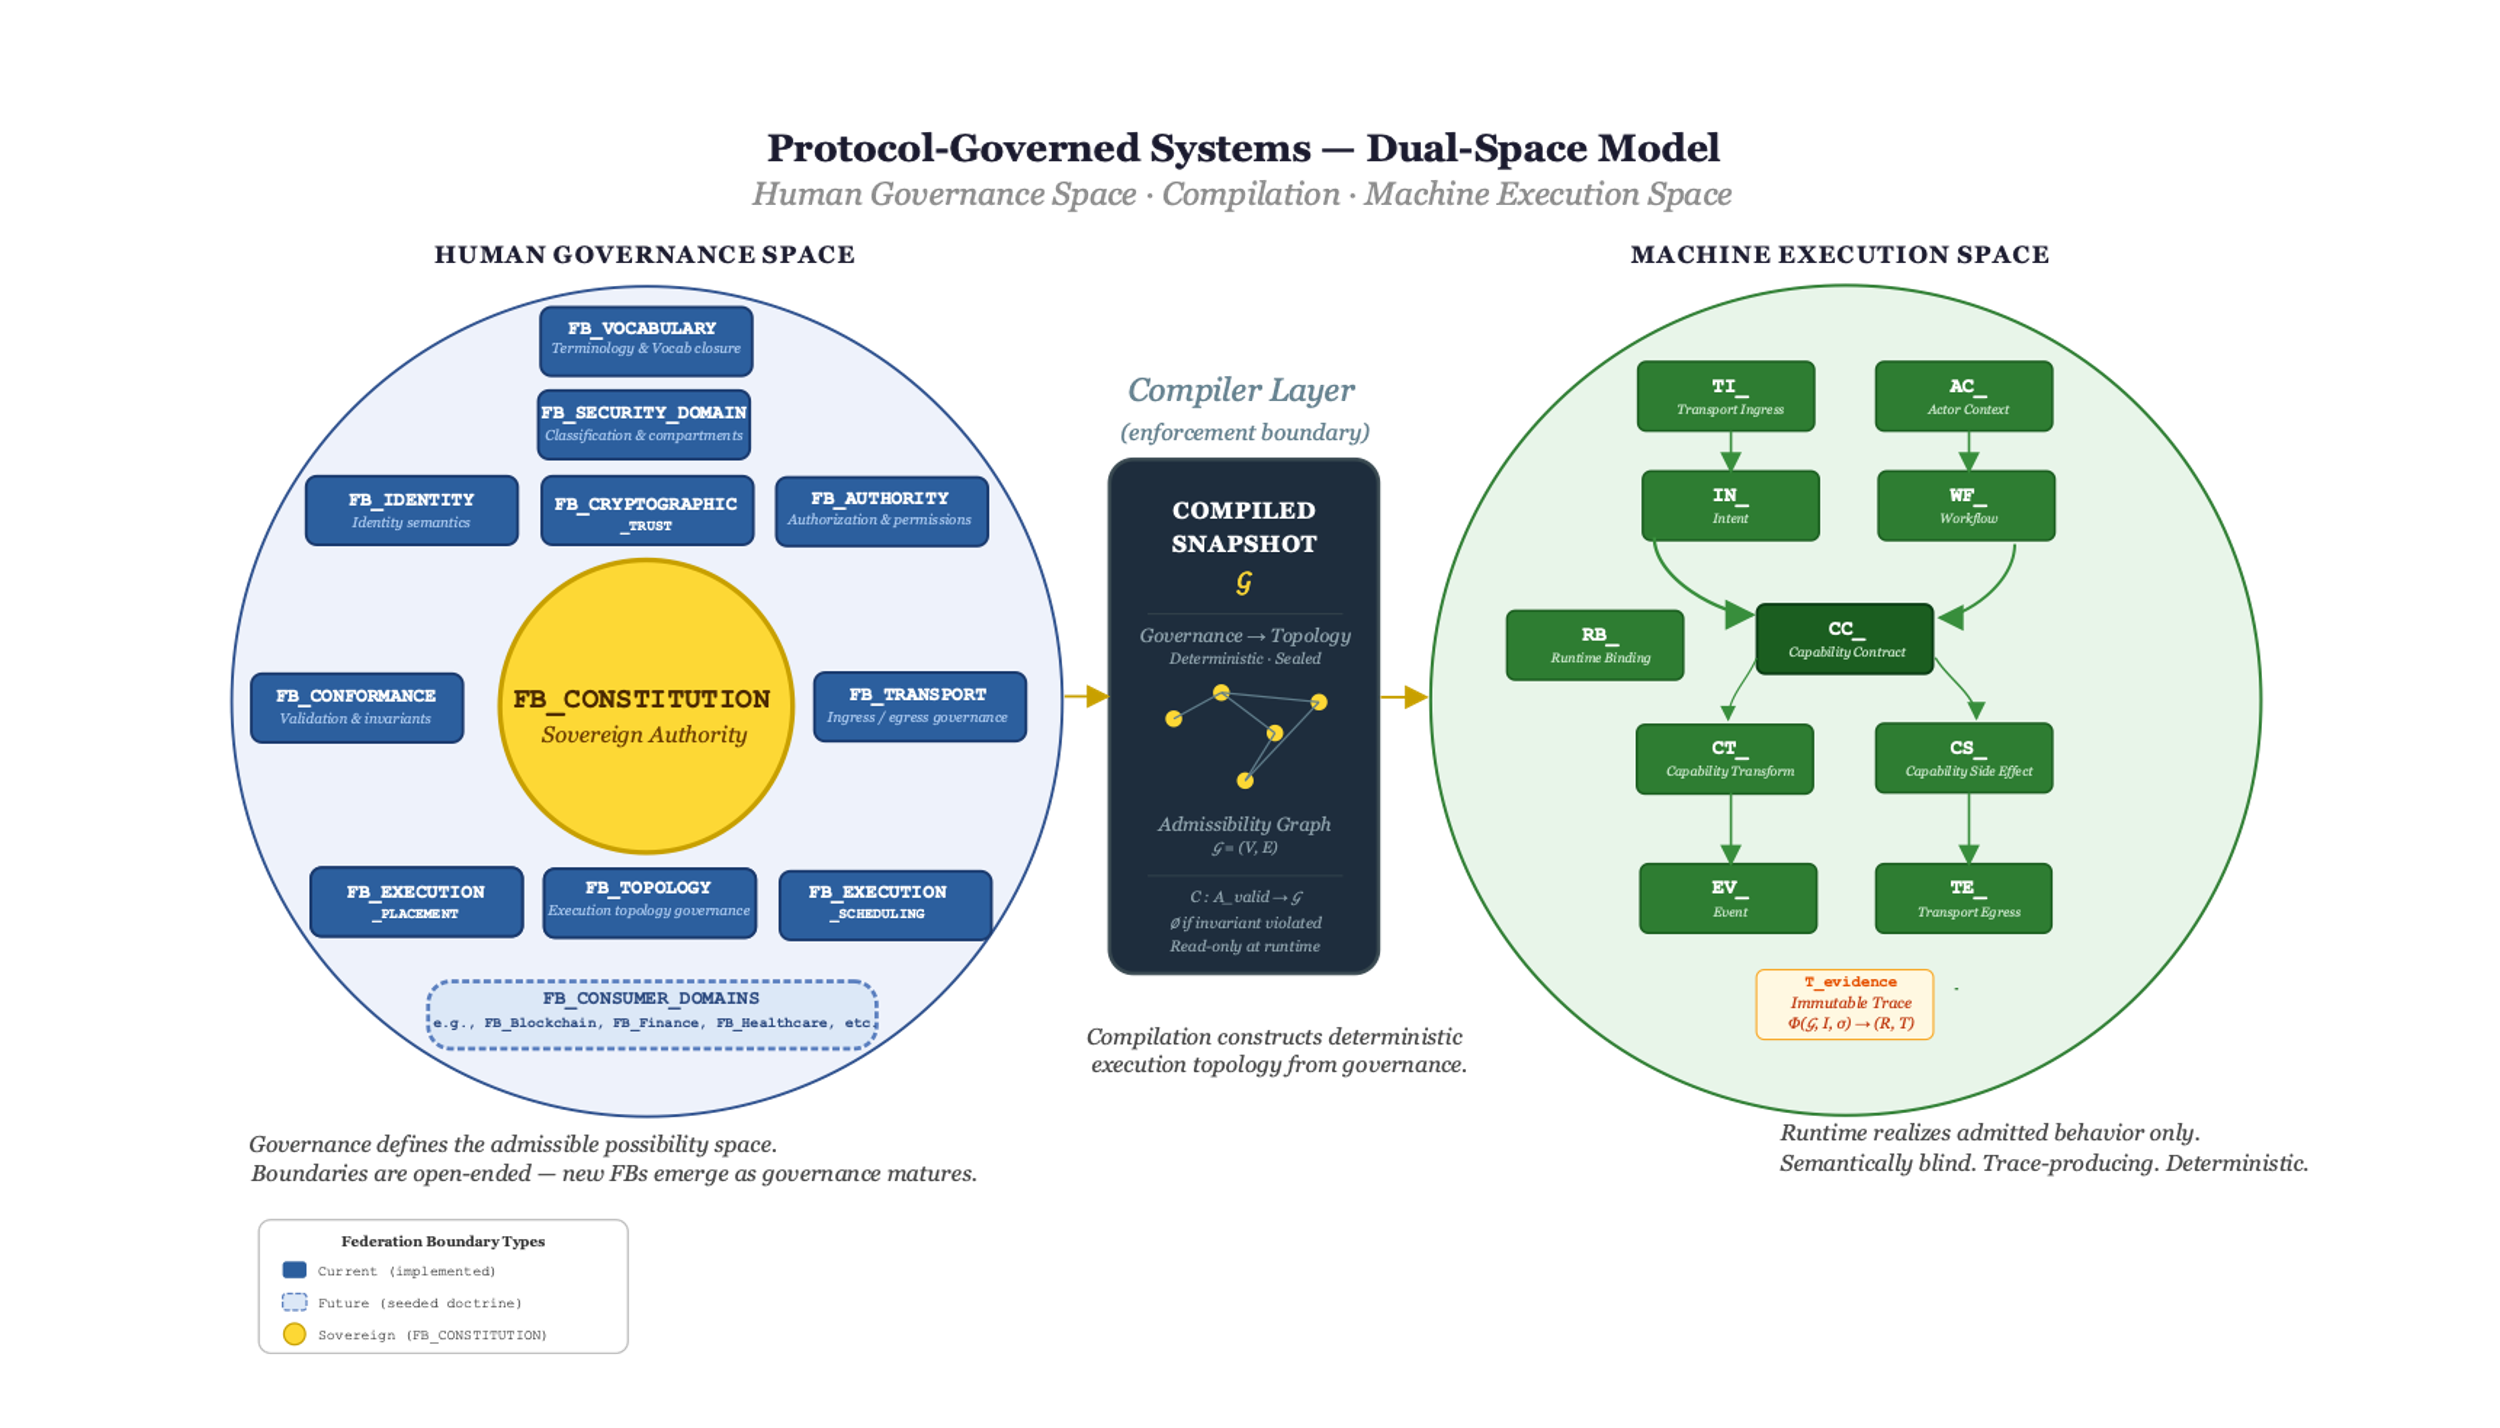 Protocol-Governed Systems — Dual-Space Model
Human Governance Space · Compilation · Machine Execution Space
HUMAN GOVERNANCE SPACE
FB_VOCABULARY
Terminology & Vocab closure
FB_SECURITY_DOMAIN
Classification & compartments
FB_IDENTITY
Identity semantics
FB_CRYPTOGRAPHIC
_TRUST
FB_AUTHORITY
Authorization & permissions
FB_CONFORMANCE
Validation & invariants
FB_CONSTITUTION
Sovereign Authority
FB_TRANSPORT
Ingress / egress governance
FB_EXECUTION
_PLACEMENT
FB_TOPOLOGY
Execution topology governance
FB_EXECUTION
_SCHEDULING
FB_CONSUMER_DOMAINS
e.g., FB_Blockchain, FB_Finance, FB_Healthcare, etc.
Governance defines the admissible possibility space.
Boundaries are open-ended — new FBs emerge as governance matures.
Federation Boundary Types
Current (implemented)
Future (seeded doctrine)
Sovereign (FB_CONSTITUTION)
Compiler Layer
(enforcement boundary)
COMPILED
SNAPSHOT
𝒢
Governance → Topology
Deterministic · Sealed
Admissibility Graph
𝒢 = (V, E)
C : A_valid → 𝒢
Ø if invariant violated
Read-only at runtime
Compilation constructs deterministic
execution topology from governance.
MACHINE EXECUTION SPACE
TI_
Transport Ingress
AC_
Actor Context
IN_
Intent
WF_
Workflow
RB_
Runtime Binding
CC_
Capability Contract
CT_
Capability Transform
CS_
Capability Side Effect
EV_
Event
TE_
Transport Egress
T_evidence
Immutable Trace
Φ(𝒢, I, σ) → (R, T)
Runtime realizes admitted behavior only.
Semantically blind. Trace-producing. Deterministic.